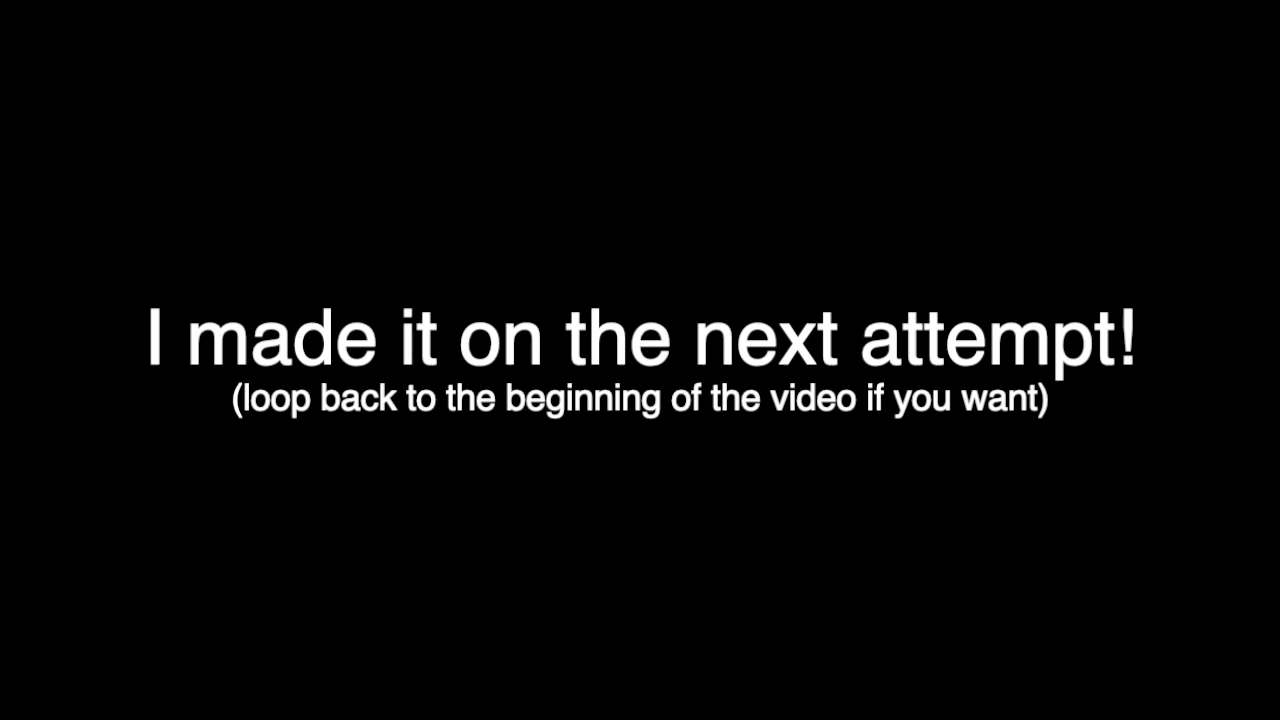 I made it on the next attempt!
(loop back to the beginning of the video if you want)